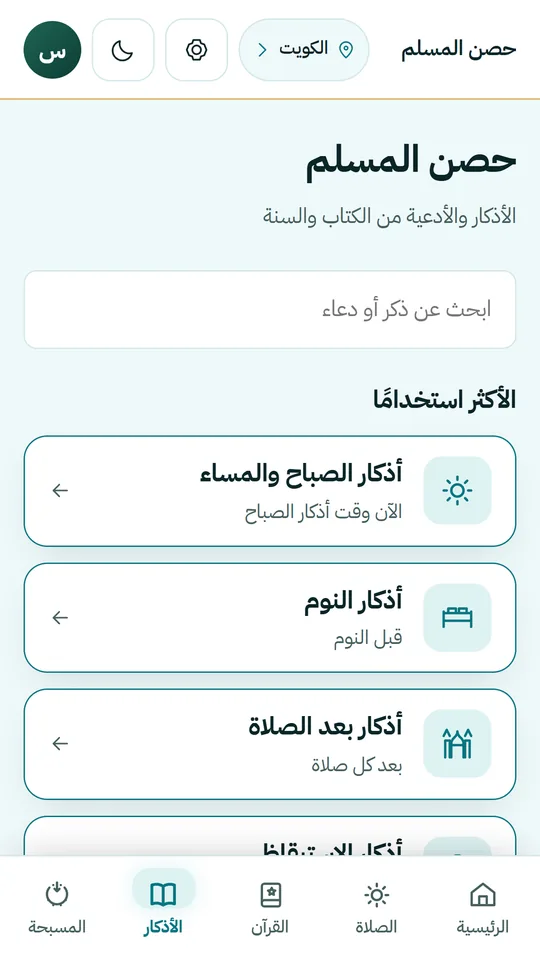 حصن المسلم
الكويت
س
حصن المسلم
الأذكار والأدعية من الكتاب والسنة
ابحث عن ذكر أو دعاء
الأكثر استخدامًا
أذكار الصباح والمساء
الآن وقت أذكار الصباح
أذكار النوم
قبل النوم
أذكار بعد الصلاة
بعد كل صلاة
أذكار الاستيقاظ
الرئيسية
الصلاة
القرآن
الأذكار
المسبحة